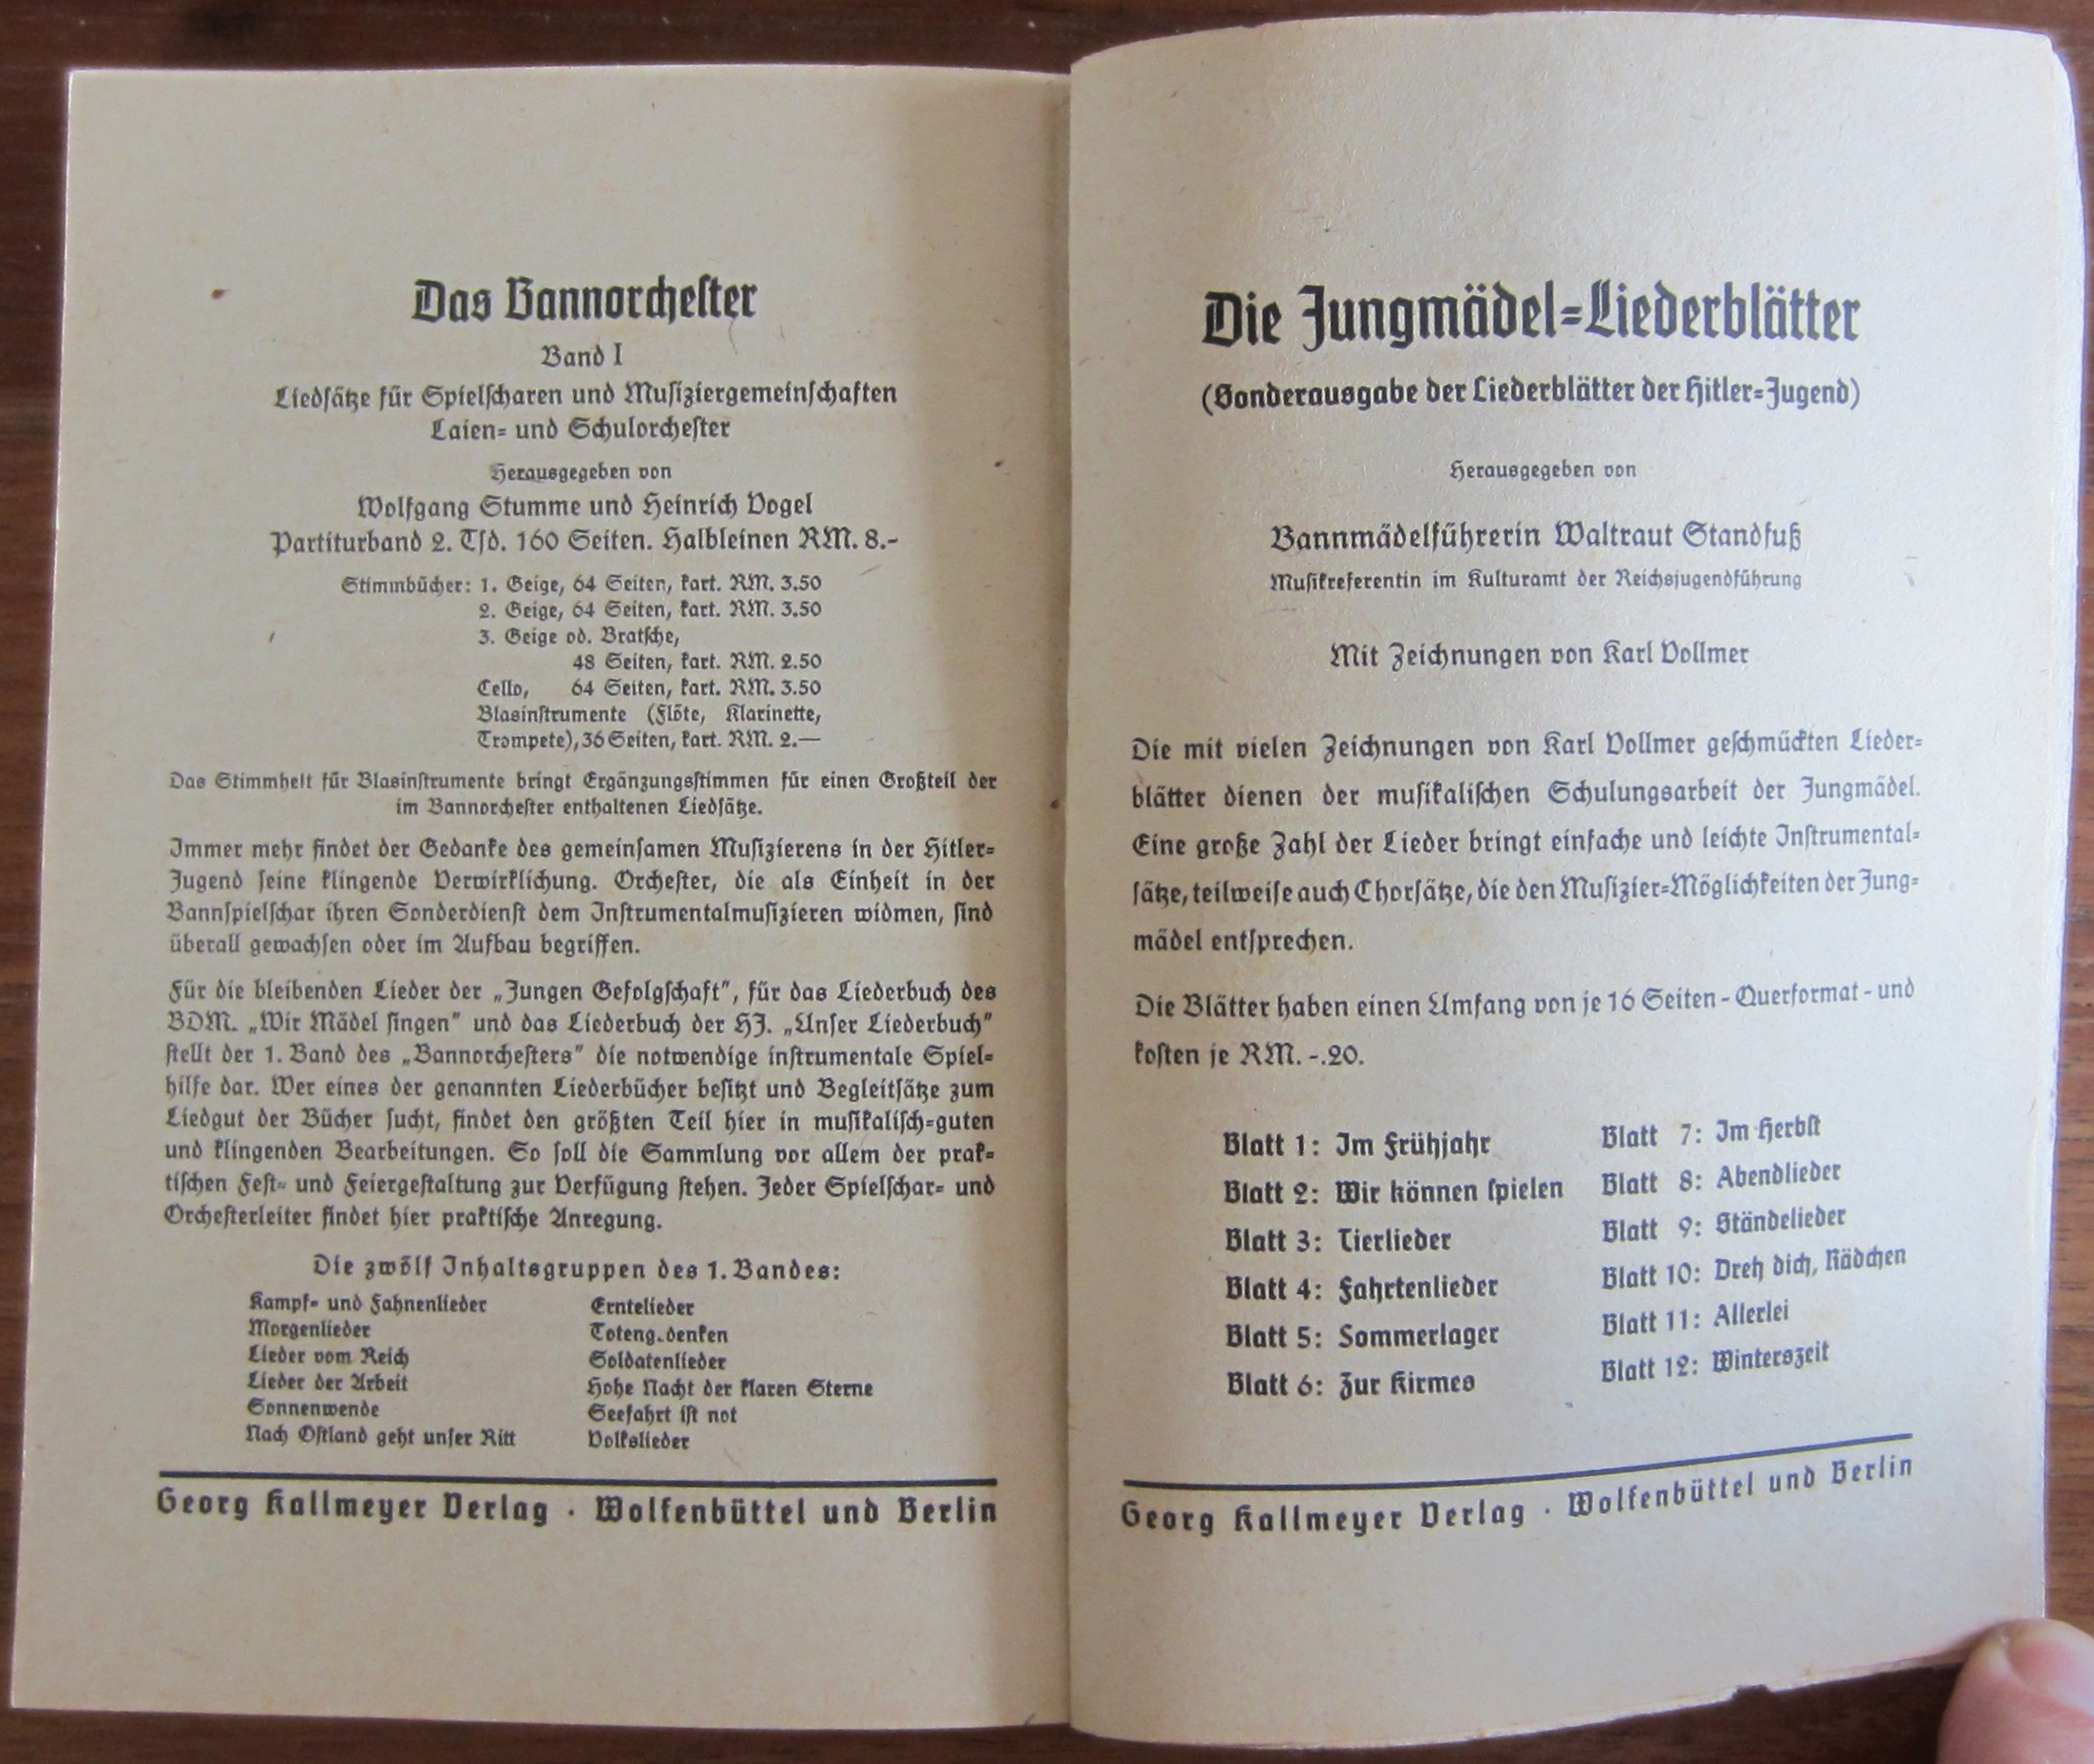 Das Bannorchester
Band I
Liedsätze für Spielscharen und Musiziergemeinschaften
Laien- und Schulorchester
Herausgegeben von
Wolfgang Stumme und Heinrich Vogel
Partiturband 2. Tsd. 160 Seiten. Halbleinen RM. 8.-
Stimmbücher: 1. Geige, 64 Seiten, kart. RM. 3.50
2. Geige, 64 Seiten, kart. RM. 3.50
3. Geige od. Bratsche,
48 Seiten, kart. RM. 2.50
Cello, 64 Seiten, kart. RM. 3.50
Blasinstrumente (Flöte, Klarinette,
Trompete), 36 Seiten, kart. RM. 2.—
Das Stimmheft für Blasinstrumente bringt Ergänzungsstimmen für einen Großteil der
im Bannorchester enthaltenen Liedsätze.
Immer mehr findet der Gedanke des gemeinsamen Musizierens in der Hitler-
Jugend seine klingende Verwirklichung. Orchester, die als Einheit in der
Bannspielschar ihren Sonderdienst dem Instrumentalmusizieren widmen, sind
überall gewachsen oder im Aufbau begriffen.
Für die bleibenden Lieder der „Jungen Gefolgschaft", für das Liederbuch des
BDM. „Wir Mädel singen" und das Liederbuch der HJ. „Unser Liederbuch"
stellt der 1. Band des „Bannorchesters" die notwendige instrumentale Spiel-
hilfe dar. Wer eines der genannten Liederbücher besitzt und Begleitsätze zum
Liedgut der Bücher sucht, findet den größten Teil hier in musikalisch-guten
und klingenden Bearbeitungen. So soll die Sammlung vor allem der prak-
tischen Fest- und Feiergestaltung zur Verfügung stehen. Jeder Spielschar- und
Orchesterleiter findet hier praktische Anregung.
Die zwölf Inhaltsgruppen des 1. Bandes:
Kampf- und Fahnenlieder
Morgenlieder
Lieder vom Reich
Lieder der Arbeit
Sonnenwende
Nach Ostland geht unser Ritt
Erntelieder
Toteng.denken
Soldatenlieder
Hohe Nacht der klaren Sterne
Seefahrt ist not
Volkslieder
Georg Kallmeyer Verlag · Wolfenbüttel und Berlin
Die Jungmädel-Liederblätter
(Sonderausgabe der Liederblätter der Hitler-Jugend)
Herausgegeben von
Bannmädelführerin Waltraut Standfuß
Musikreferentin im Kulturamt der Reichsjugendführung
Mit Zeichnungen von Karl Vollmer
Die mit vielen Zeichnungen von Karl Vollmer geschmückten Lieder-
blätter dienen der musikalischen Schulungsarbeit der Jungmädel.
Eine große Zahl der Lieder bringt einfache und leichte Instrumental-
sätze, teilweise auch Chorsätze, die den Musizier-Möglichkeiten der Jung-
mädel entsprechen.
Die Blätter haben einen Umfang von je 16 Seiten - Querformat - und
kosten je RM. -.20.
Blatt 1: Im Frühjahr
Blatt 2: Wir können spielen
Blatt 3: Tierlieder
Blatt 4: Fahrtenlieder
Blatt 5: Sommerlager
Blatt 6: Zur Kirmes
Blatt 7: Im Herbst
Blatt 8: Abendlieder
Blatt 9: Ständelieder
Blatt 10: Dreh dich, Rädchen
Blatt 11: Allerlei
Blatt 12: Winterszeit
Georg Kallmeyer Verlag · Wolfenbüttel und Berlin